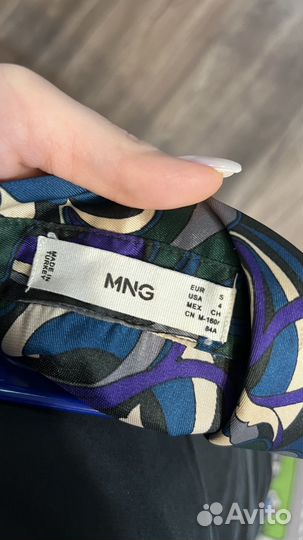 MADE IN
TURKEY
MNG
EUR S
USA 4
MEX CH
CN M-160/
84A
Avito